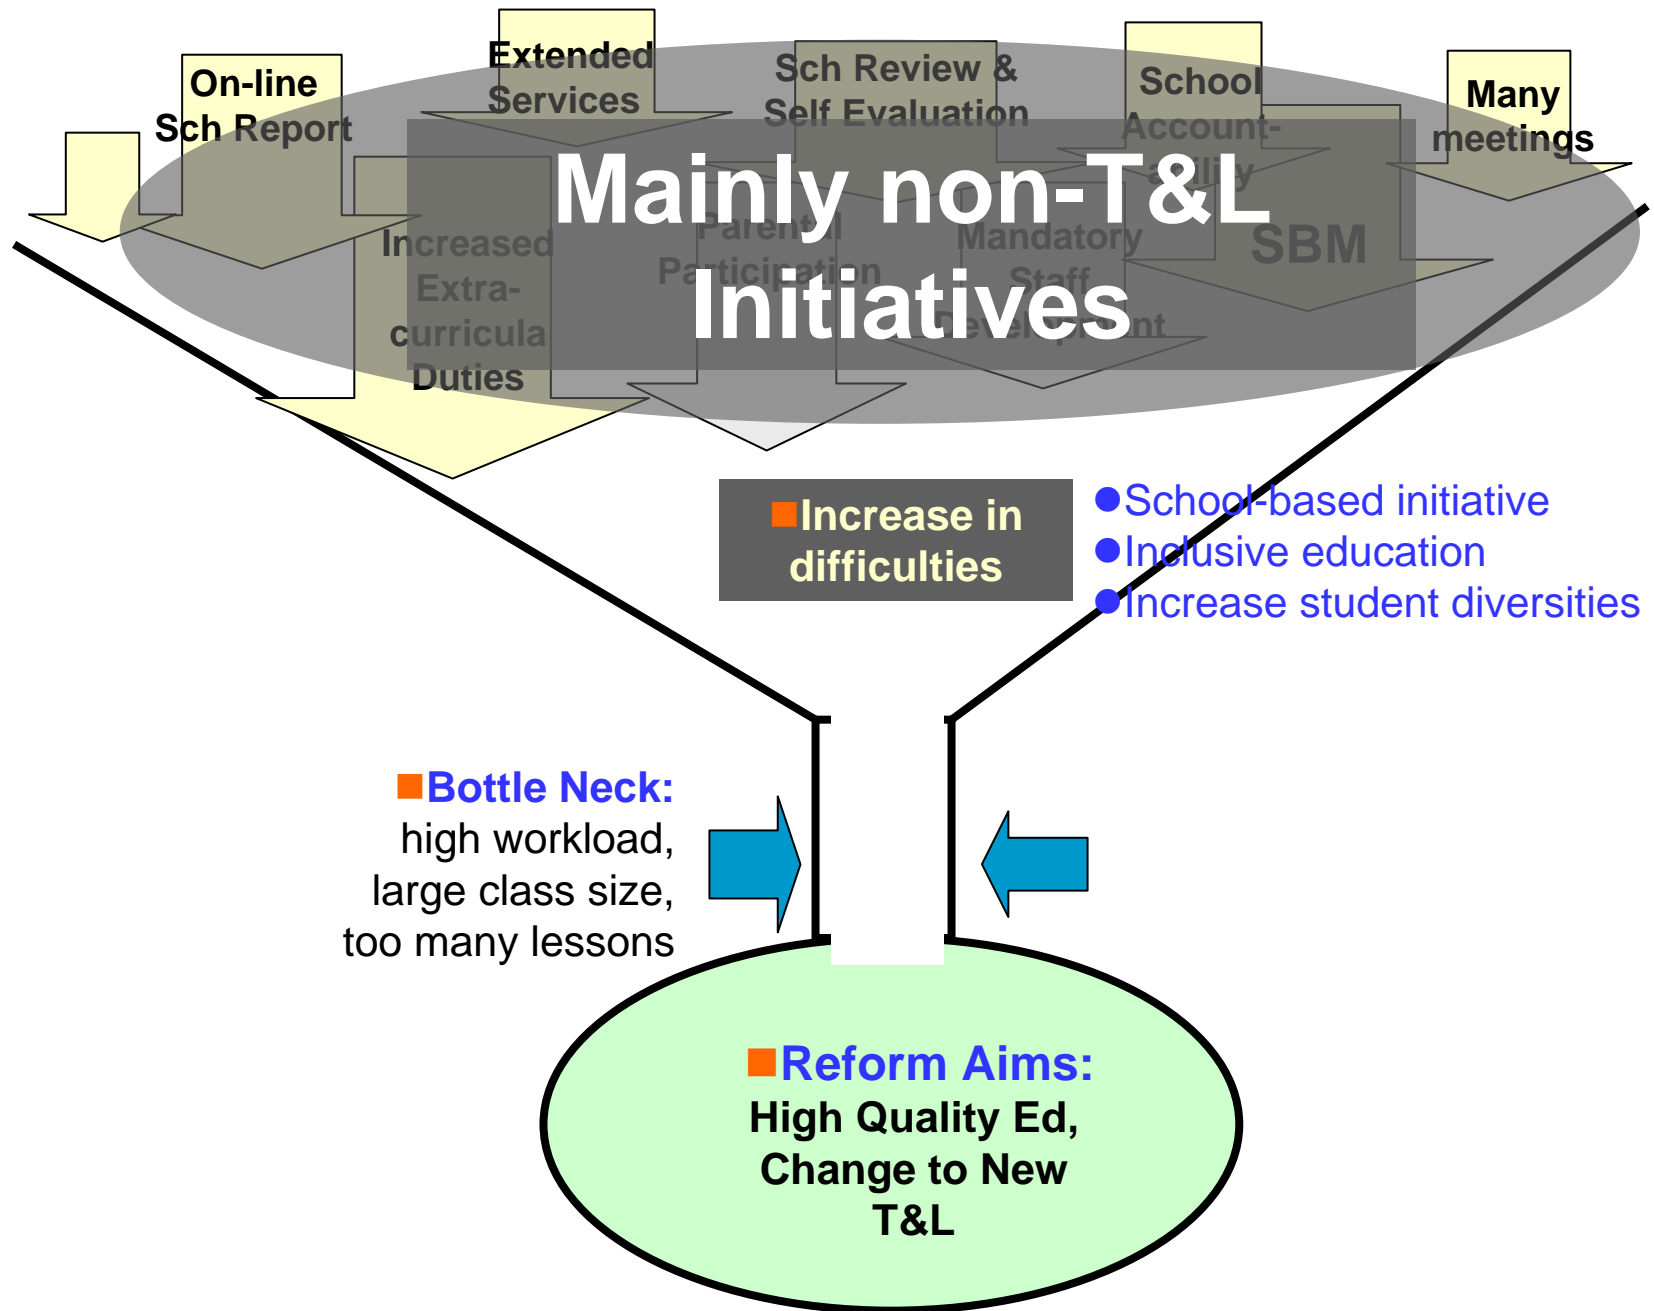 On-line
Sch Report
Extended
Services
Sch Review &
Self Evaluation
School
Account-
ability
Many
meetings
Mainly non-T&L
Initiatives
Increased
Extra-
curricula
Duties
Parental
Participation
Mandatory
Staff
Development
SBM
■Increase in
difficulties
●School-based initiative
●Inclusive education
●Increase student diversities
■Bottle Neck:
high workload,
large class size,
too many lessons
■Reform Aims:
High Quality Ed,
Change to New
T&L